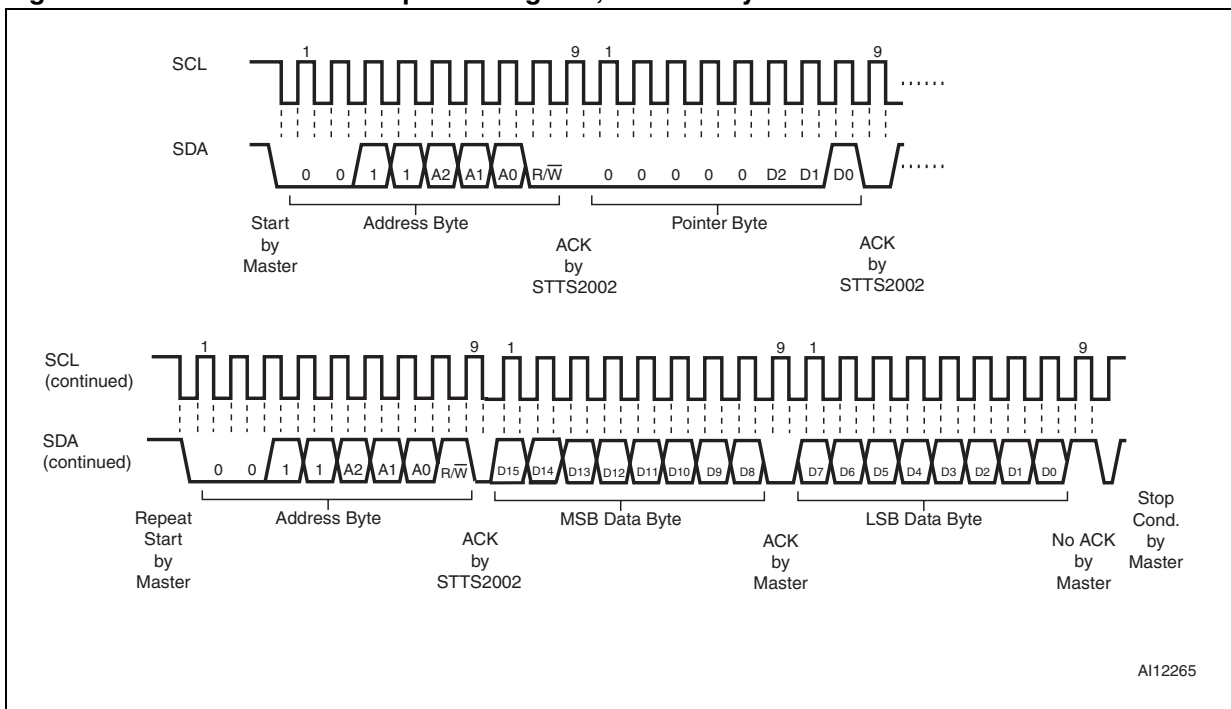 SCL
1 9 1 9
SDA
0 0 1 1 A2 A1 A0 R/W 0 0 0 0 0 D2 D1 D0
Address Byte
Pointer Byte
Start
by
Master
ACK
by
STTS2002
ACK
by
STTS2002
SCL
(continued)
1 9 1 9 1 9
SDA
(continued)
0 0 1 1 A2 A1 A0 R/W D15 D14 D13 D12 D11 D10 D9 D8 D7 D6 D5 D4 D3 D2 D1 D0
Address Byte
MSB Data Byte
LSB Data Byte
Repeat
Start
by
Master
ACK
by
STTS2002
ACK
by
Master
No ACK
by
Master
Stop
Cond.
by
Master
AI12265